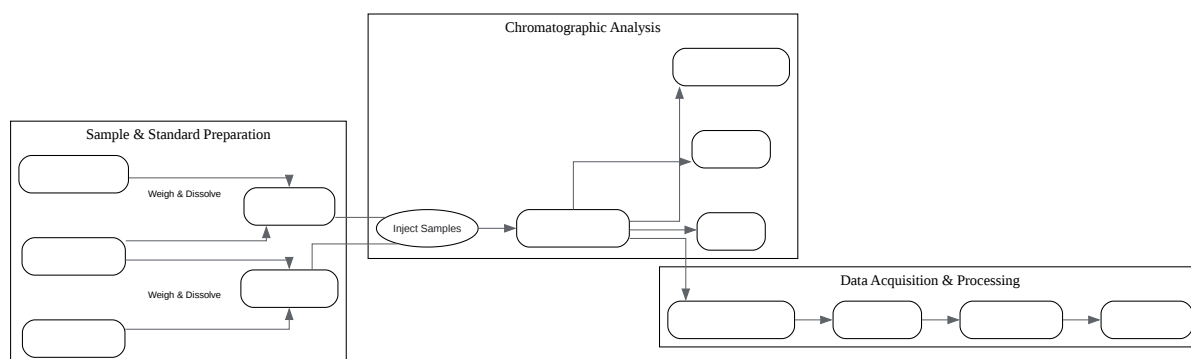 Chromatographic Analysis
Sample & Standard Preparation
Weigh & Dissolve
Inject Samples
Weigh & Dissolve
Data Acquisition & Processing